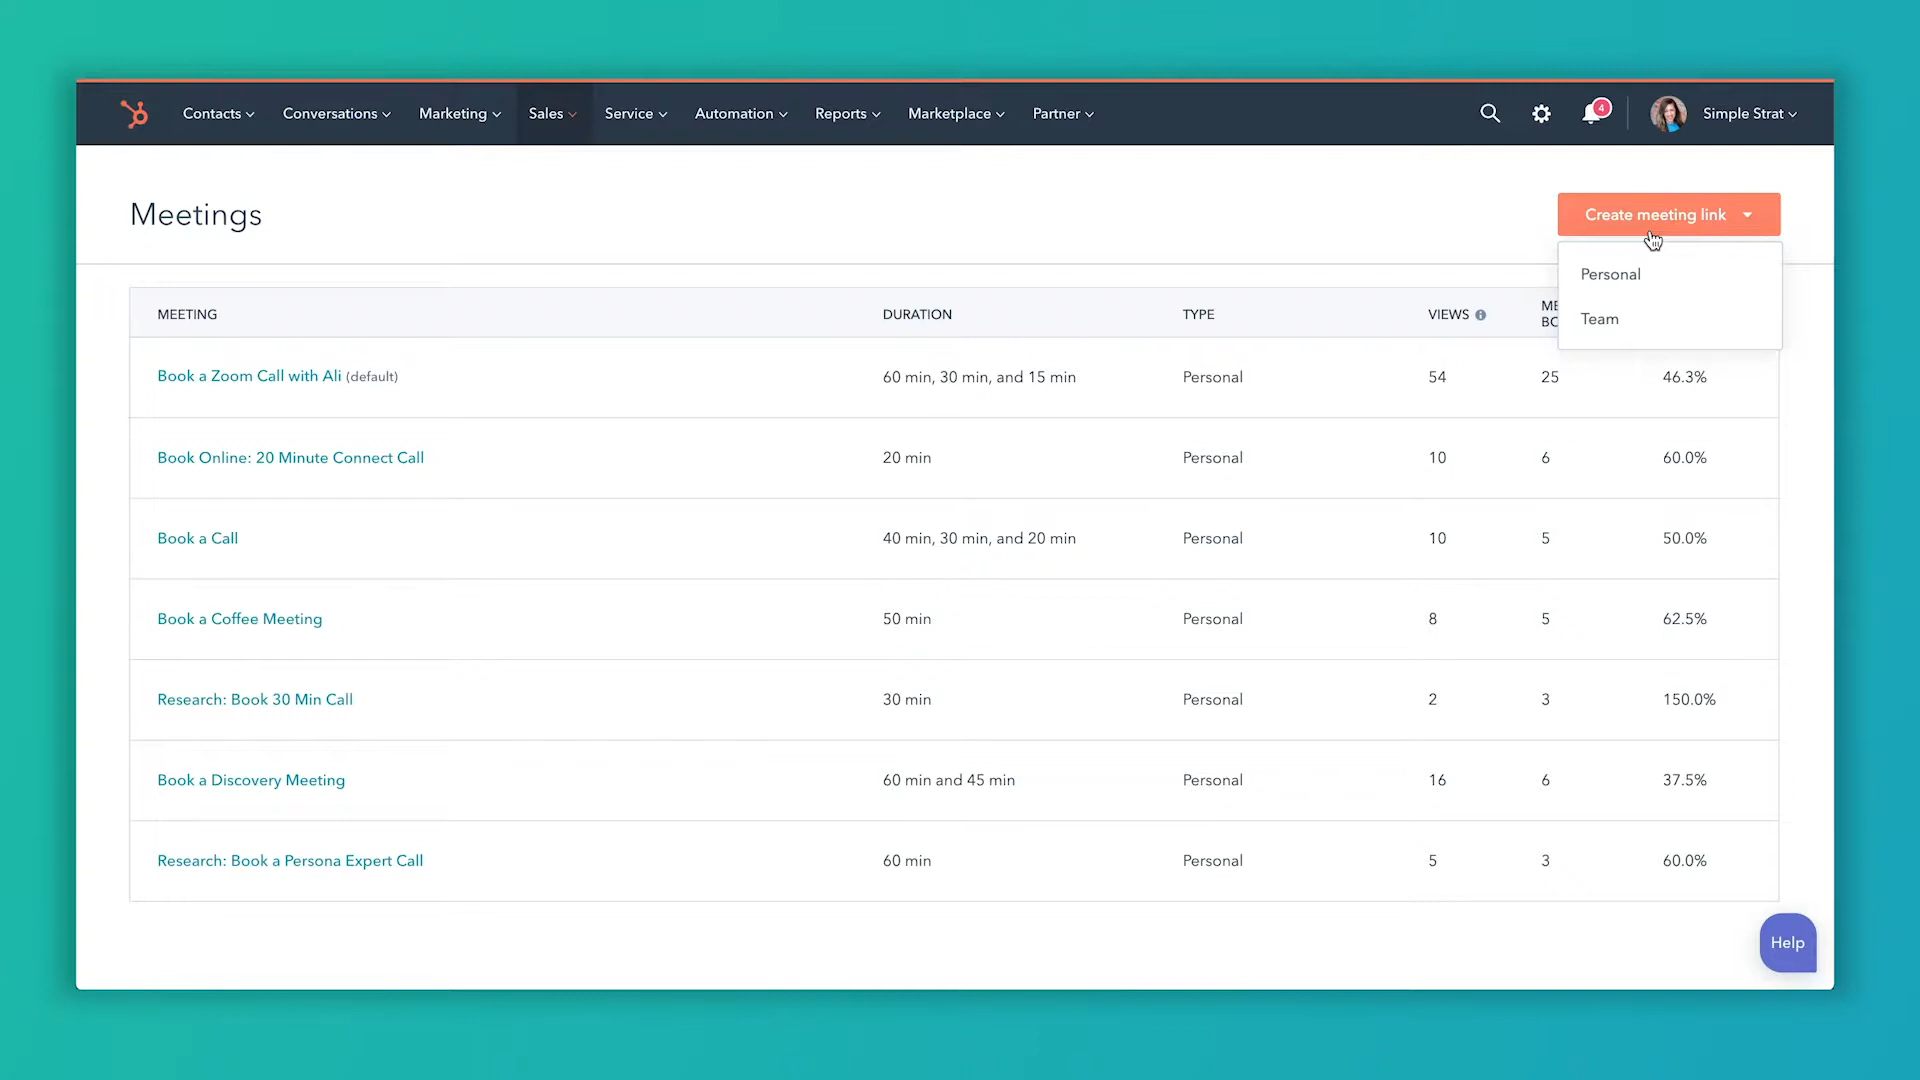 Contacts Conversations Marketing Sales Service Automation Reports Marketplace Partner 4 Simple Strat
Meetings
Create meeting link
Personal
Team
MEETING DURATION TYPE VIEWS
Book a Zoom Call with Ali (default) 60 min, 30 min, and 15 min Personal 54 25 46.3%
Book Online: 20 Minute Connect Call 20 min Personal 10 6 60.0%
Book a Call 40 min, 30 min, and 20 min Personal 10 5 50.0%
Book a Coffee Meeting 50 min Personal 8 5 62.5%
Research: Book 30 Min Call 30 min Personal 2 3 150.0%
Book a Discovery Meeting 60 min and 45 min Personal 16 6 37.5%
Research: Book a Persona Expert Call 60 min Personal 5 3 60.0%
Help